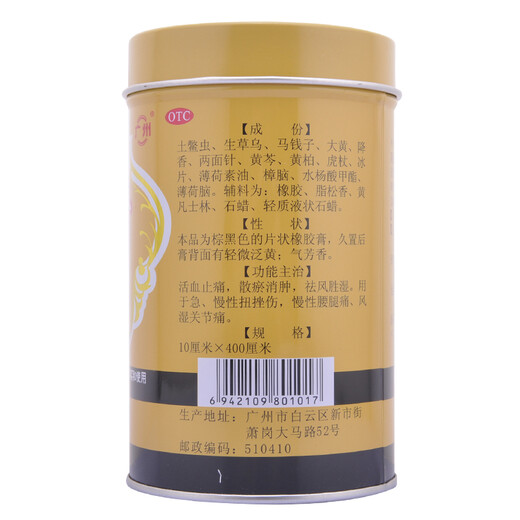 广州
OTC
【成 份】
土鳖虫、生草乌、马钱子、大黄、降
香、两面针、黄芩、黄柏、虎杖、冰
片、薄荷素油、樟脑、水杨酸甲酯、
薄荷脑。辅料为：橡胶、脂松香、黄
凡士林、石蜡、轻质液状石蜡。
【性 状】
本品为棕黑色的片状橡胶膏，久置后
膏背面有轻微泛黄；气芳香。
【功能主治】
活血止痛，散瘀消肿，祛风胜湿。用
于急、慢性扭挫伤，慢性腰腿痛、风
湿关节痛。
【规 格】
10厘米×400厘米
6 942109 801017
生产地址：广州市白云区新市街
萧岗大马路52号
邮政编码：510410
使用